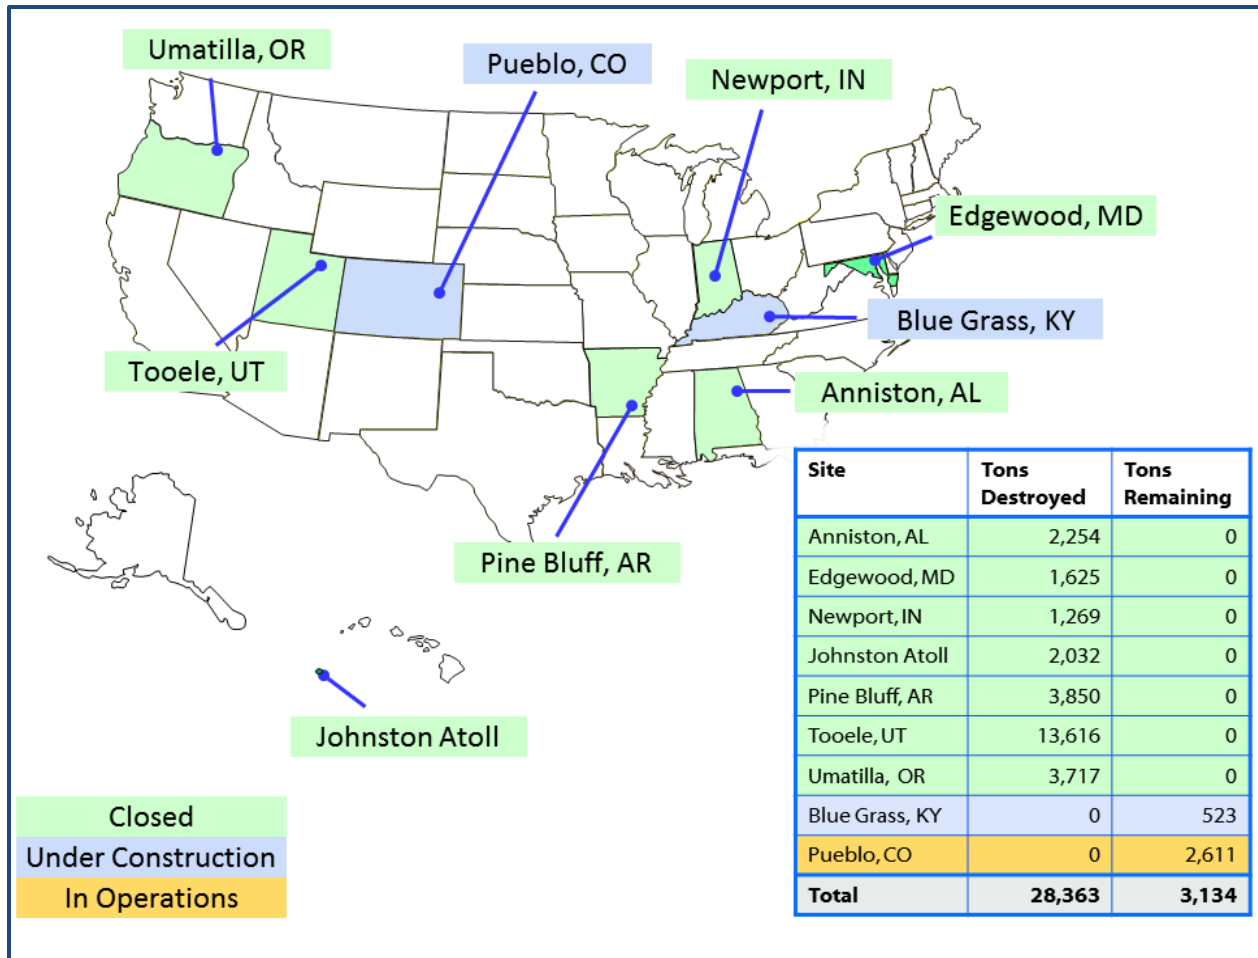 Umatilla, OR
Pueblo, CO
Newport, IN
Edgewood, MD
Blue Grass, KY
Tooele, UT
Anniston, AL
Pine Bluff, AR
Johnston Atoll
Closed
Under Construction
In Operations
Site Tons Destroyed Tons Remaining
Anniston, AL 2,254 0
Edgewood, MD 1,625 0
Newport, IN 1,269 0
Johnston Atoll 2,032 0
Pine Bluff, AR 3,850 0
Tooele, UT 13,616 0
Umatilla, OR 3,717 0
Blue Grass, KY 0 523
Pueblo, CO 0 2,611
Total 28,363 3,134